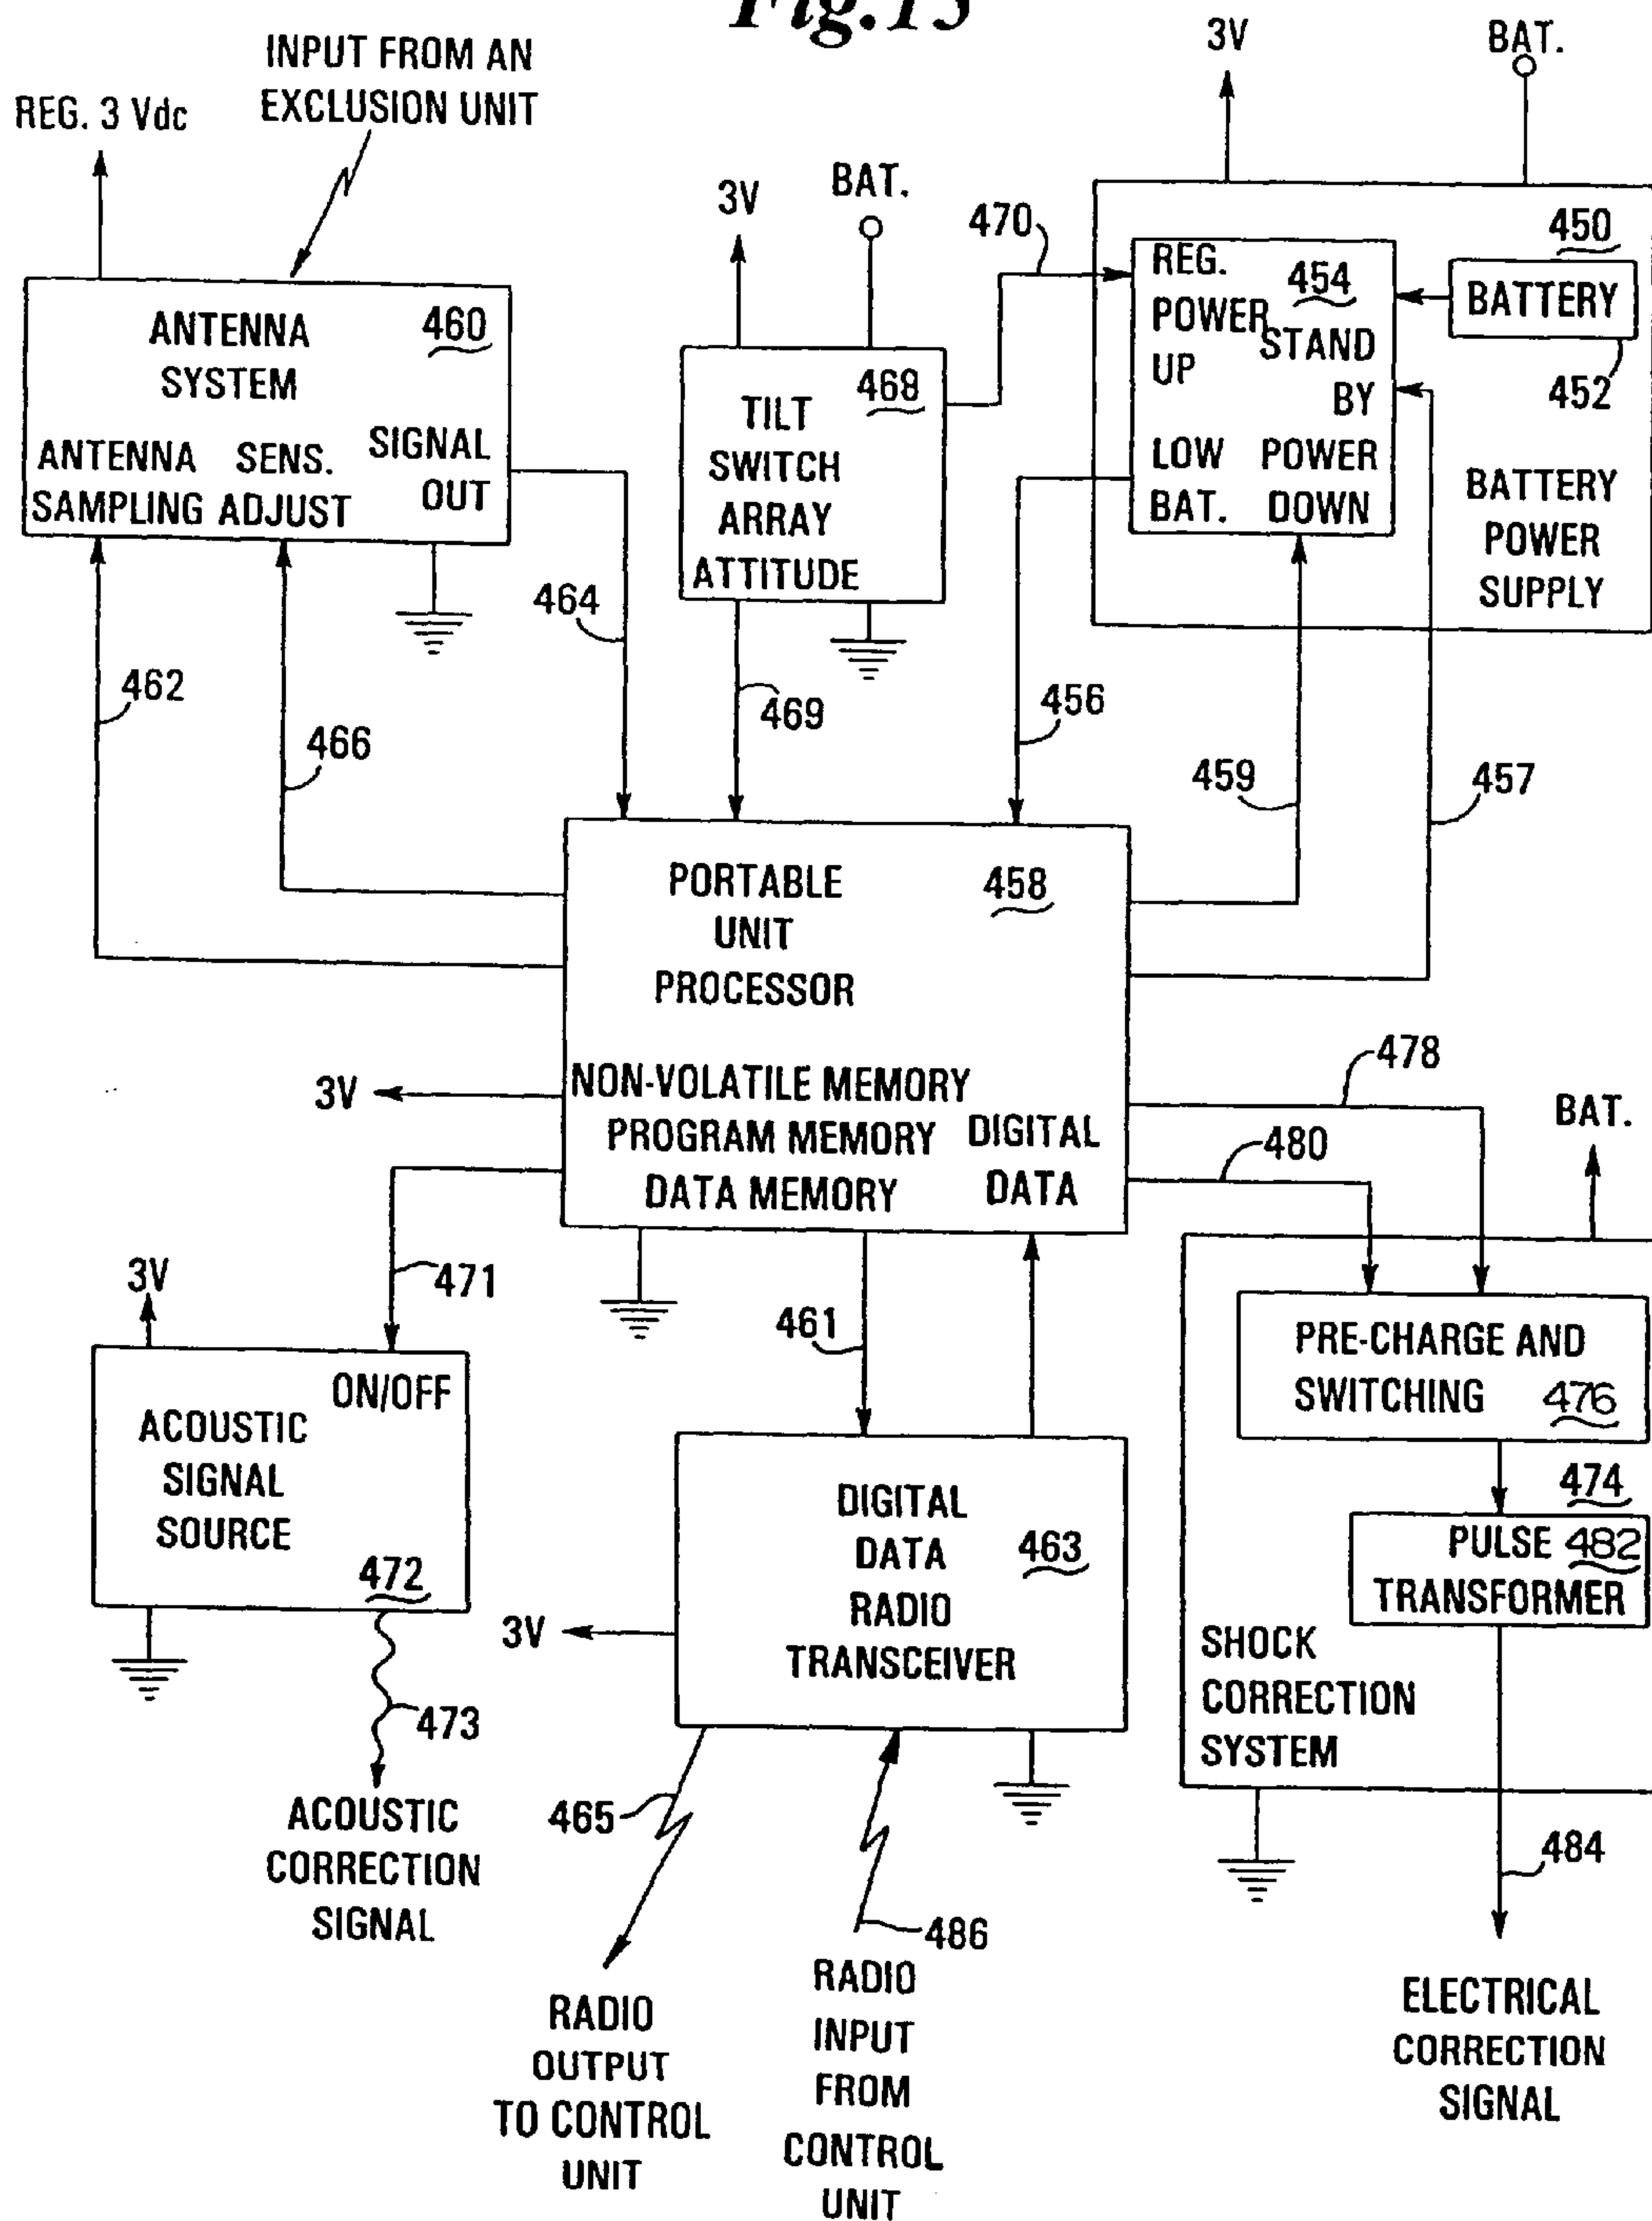 Fig.15
INPUT FROM AN
EXCLUSION UNIT
REG. 3 Vdc
ANTENNA
SYSTEM
460
ANTENNA
SAMPLING
SENS.
ADJUST
SIGNAL
OUT
462
466
464
3V
BAT.
468
TILT
SWITCH
ARRAY
ATTITUDE
469
470
3V
BAT.
450
BATTERY
452
454
REG.
POWER
UP
STAND
BY
LOW
BAT.
POWER
DOWN
BATTERY
POWER
SUPPLY
456
459
457
PORTABLE
UNIT
PROCESSOR
458
NON-VOLATILE MEMORY
PROGRAM MEMORY
DATA MEMORY
DIGITAL
DATA
3V
471
3V
ON/OFF
ACOUSTIC
SIGNAL
SOURCE
472
473
ACOUSTIC
CORRECTION
SIGNAL
461
DIGITAL
DATA
RADIO
TRANSCEIVER
463
3V
465
RADIO
OUTPUT
TO CONTROL
UNIT
486
RADIO
INPUT
FROM
CONTROL
UNIT
478
480
BAT.
PRE-CHARGE AND
SWITCHING 476
474
PULSE 482
TRANSFORMER
SHOCK
CORRECTION
SYSTEM
484
ELECTRICAL
CORRECTION
SIGNAL